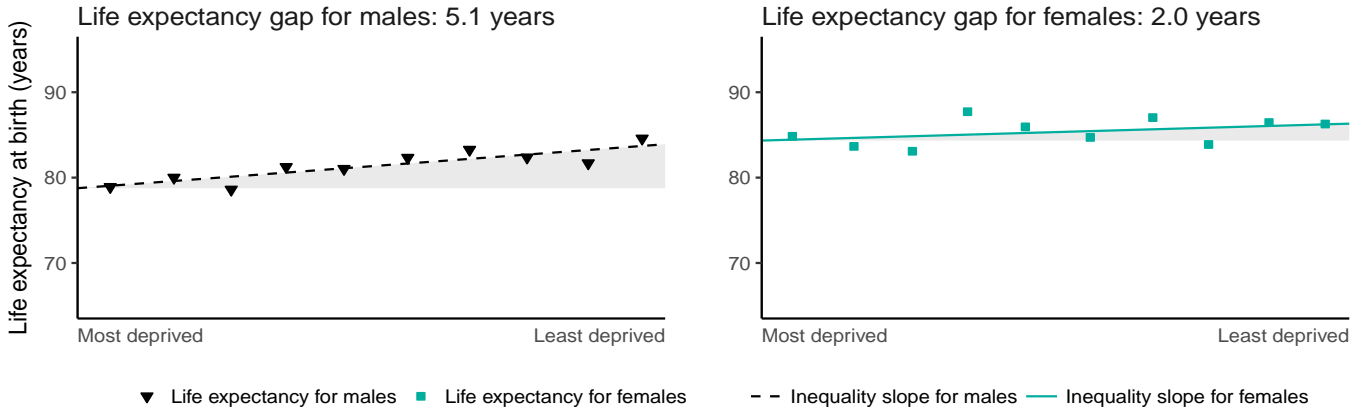 Life expectancy gap for males: 5.1 years
Life expectancy at birth (years)
90
80
70
Most deprived
Least deprived
Life expectancy gap for females: 2.0 years
90
80
70
Most deprived
Least deprived
Life expectancy for males
Life expectancy for females
Inequality slope for males
Inequality slope for females